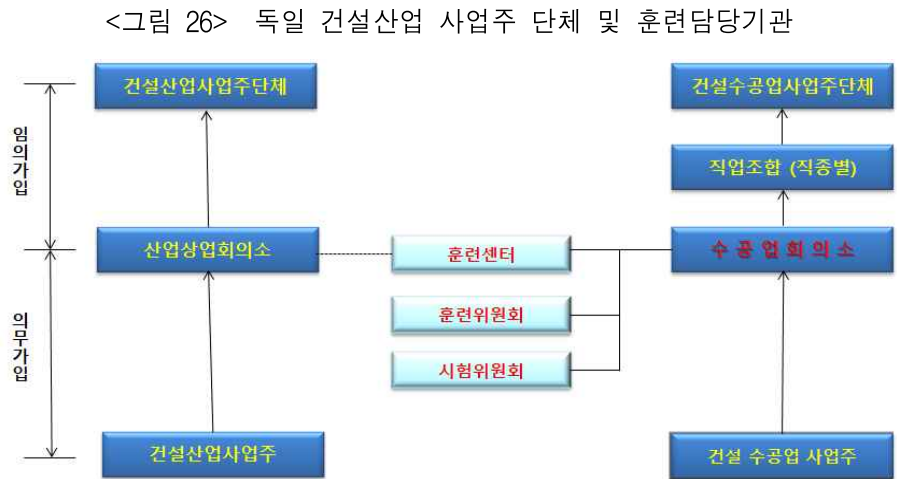 <그림 26> 독일 건설산업 사업주 단체 및 훈련담당기관
건설산업사업주단체
건설수공업사업주단체
임의가입
직업조합 (직종별)
산업상업회의소
훈련센터
수 공 업 회 의 소
훈련위원회
의무가입
시험위원회
건설산업사업주
건설 수공업 사업주